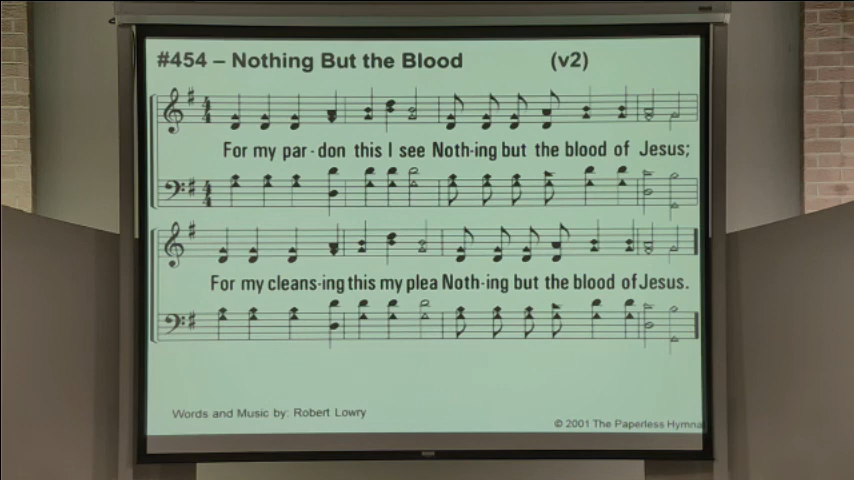 #454 – Nothing But the Blood (v2)
For my par-don this I see Noth-ing but the blood of Jesus;
For my cleans-ing this my plea Noth-ing but the blood of Jesus.
Words and Music by: Robert Lowry
© 2001 The Paperless Hymnal